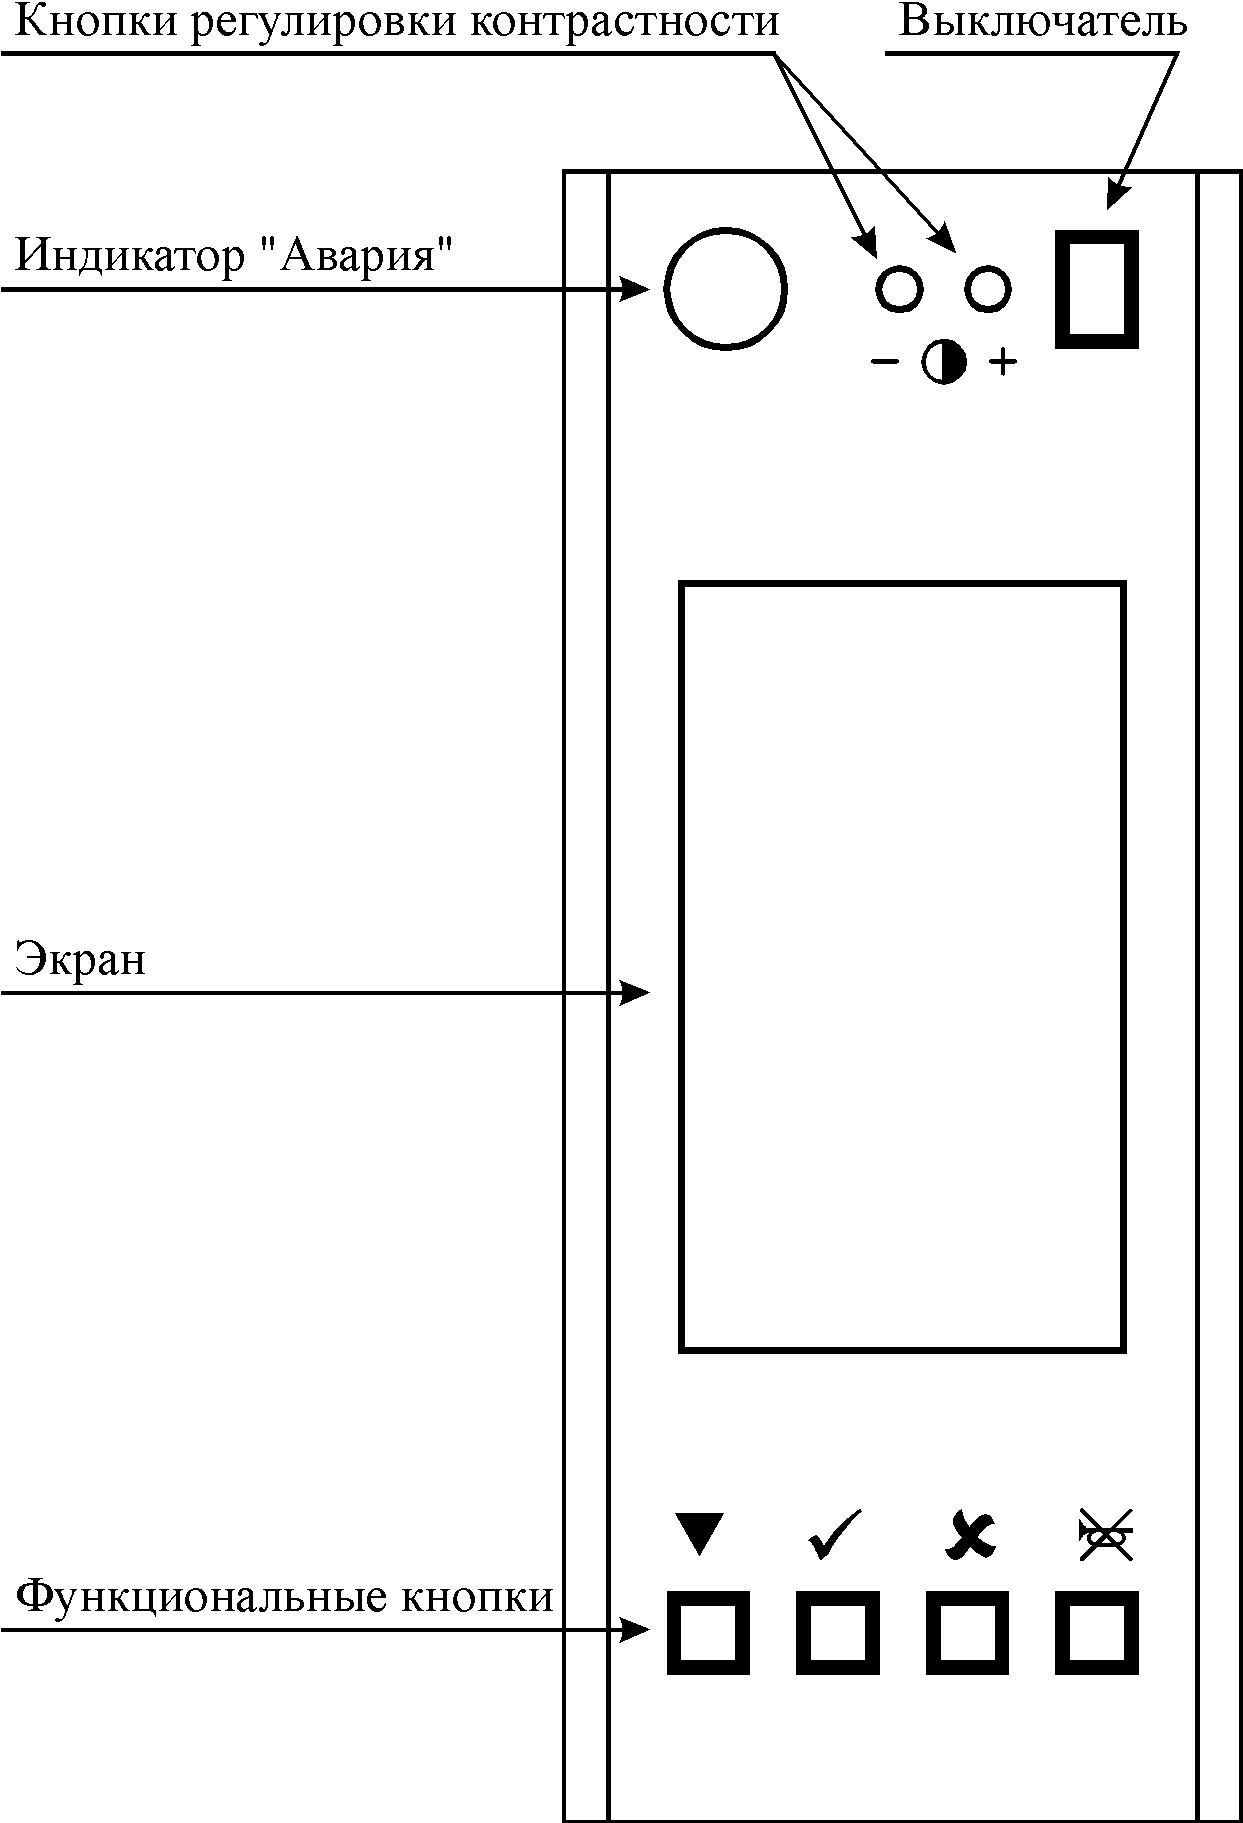 Кнопки регулировки контрастности
Выключатель
Индикатор "Авария"
− +
Экран
Функциональные кнопки